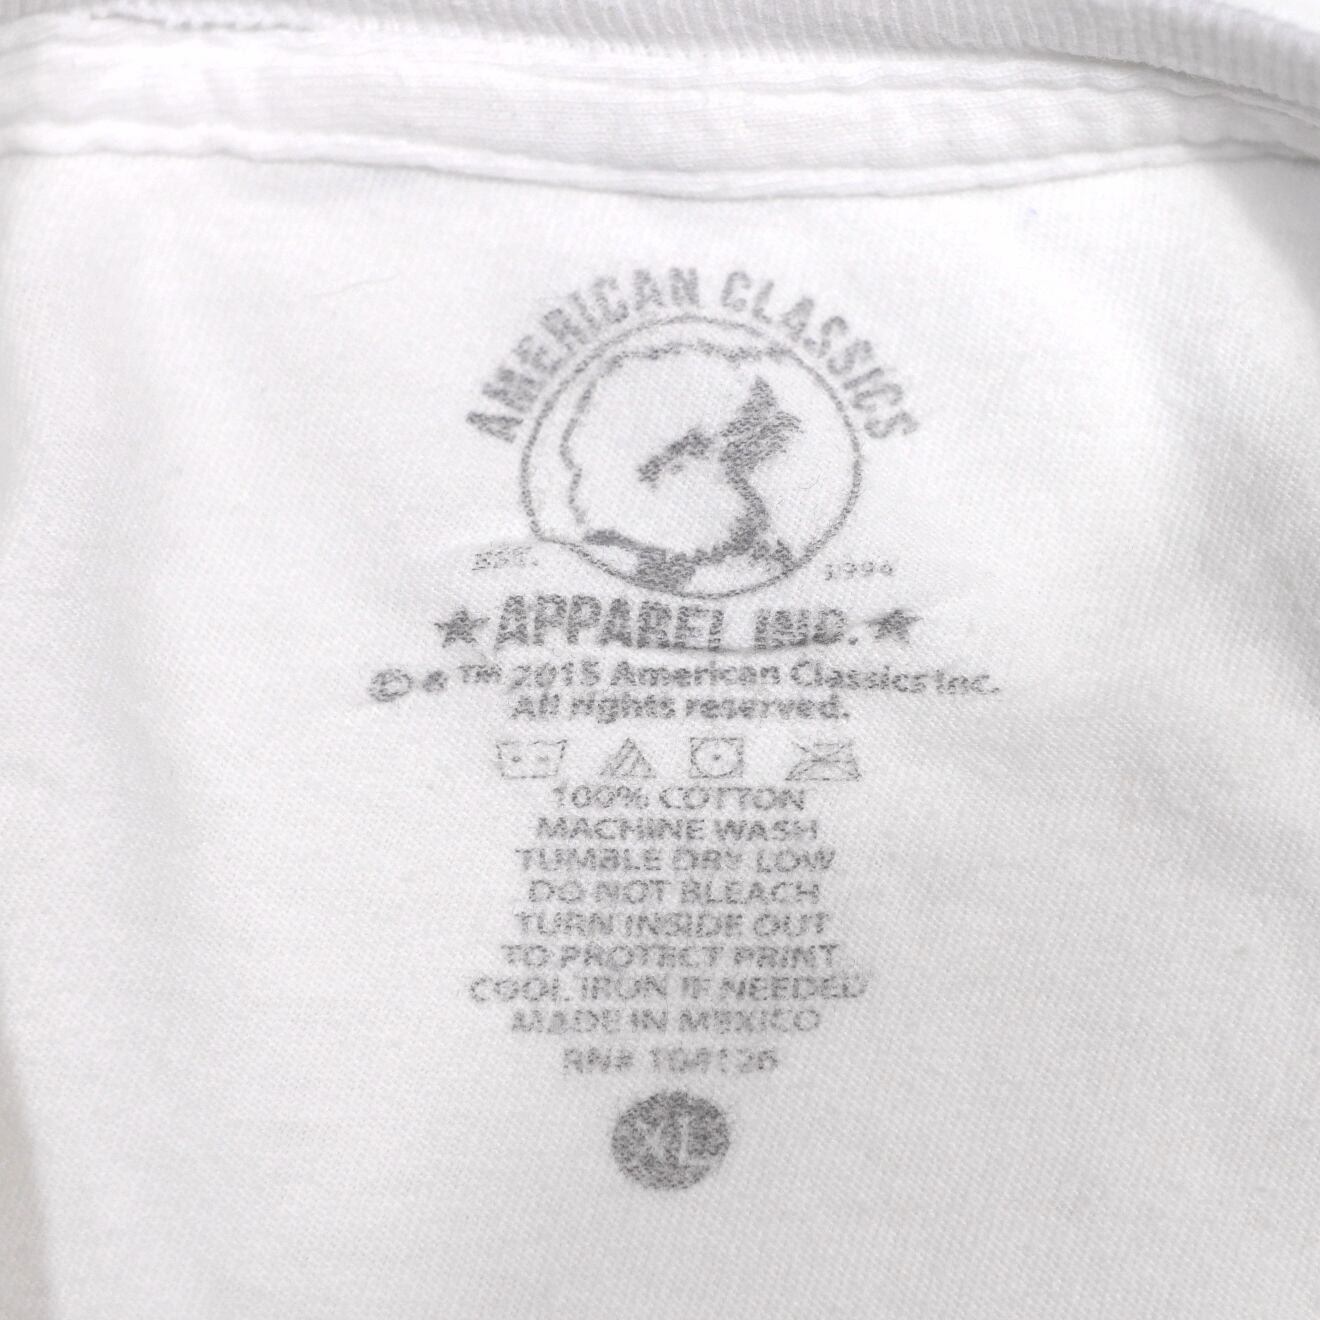 AMERICAN CLASSICS
EST. 1994
★APPAREL IND.★
©®™ 2015 American Classics Inc.
All rights reserved.
100% COTTON
MACHINE WASH
TUMBLE DRY LOW
DO NOT BLEACH
TURN INSIDE OUT
TO PROTECT PRINT
COOL IRON IF NEEDED
MADE IN MEXICO
RN# 104126
XL